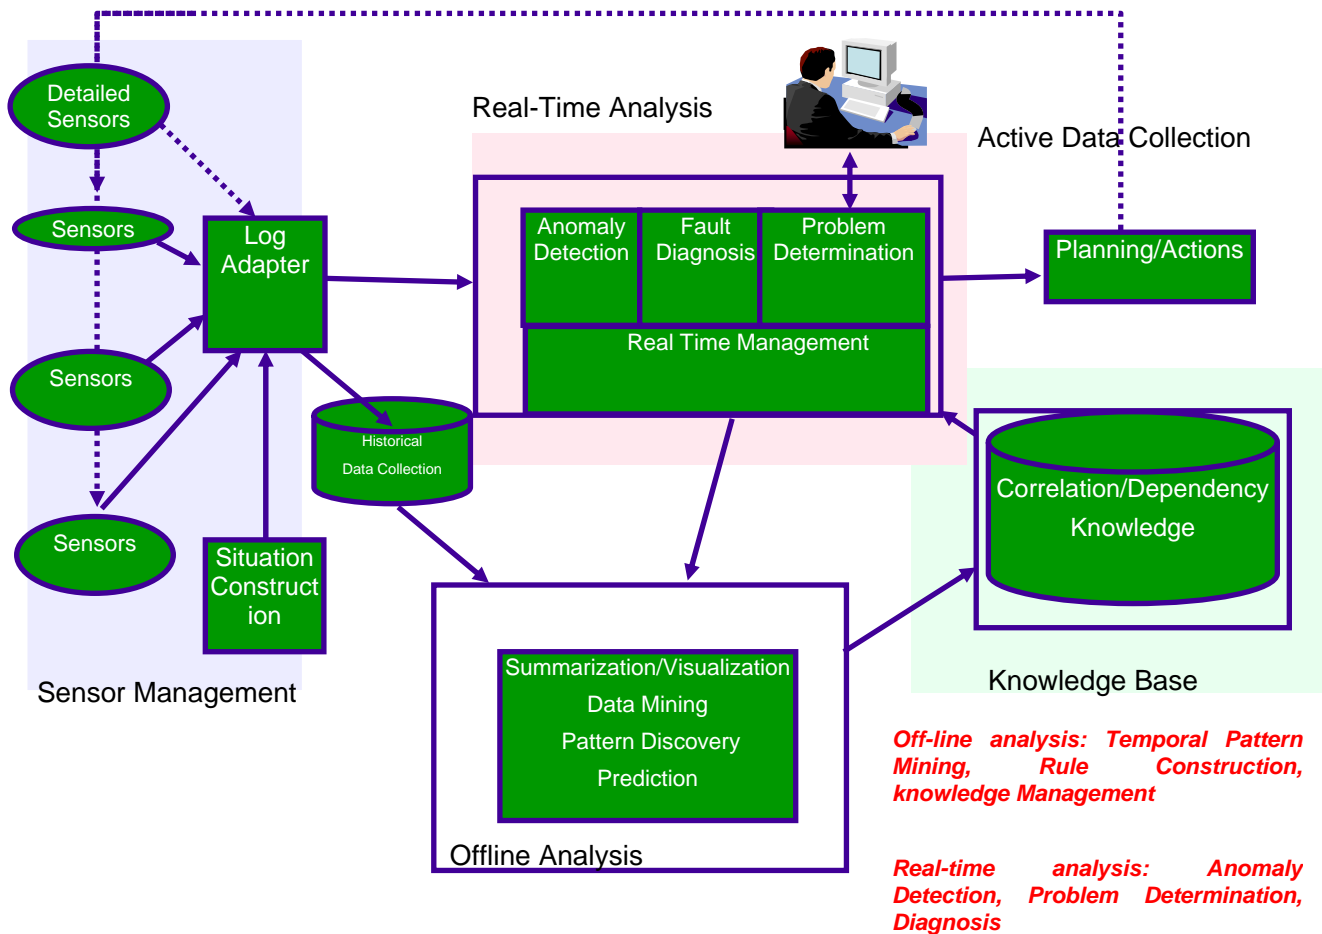 Detailed
Sensors
Real-Time Analysis
Active Data Collection
Sensors
Log
Adapter
Anomaly
Detection
Fault
Diagnosis
Problem
Determination
Planning/Actions
Real Time Management
Sensors
Historical
Data Collection
Correlation/Dependency
Knowledge
Sensors
Situation
Construct
ion
Sensor Management
Summarization/Visualization
Data Mining
Pattern Discovery
Prediction
Knowledge Base
Offline Analysis
Off-line analysis: Temporal Pattern
Mining, Rule Construction,
knowledge Management
Real-time analysis: Anomaly
Detection, Problem Determination,
Diagnosis